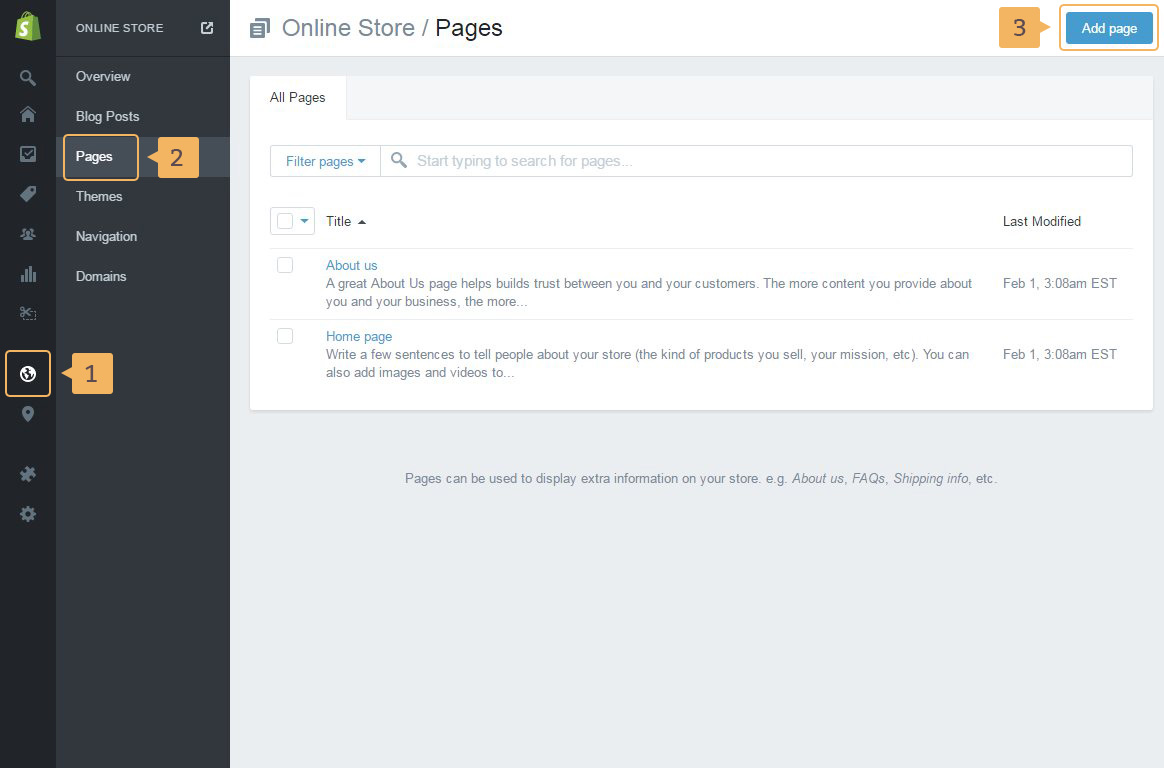 ONLINE STORE
Overview
Blog Posts
Pages
2
Themes
Navigation
Domains
1
Online Store / Pages
3
Add page
All Pages
Filter pages
Start typing to search for pages...
Title
Last Modified
About us
A great About Us page helps builds trust between you and your customers. The more content you provide about
you and your business, the more...
Feb 1, 3:08am EST
Home page
Write a few sentences to tell people about your store (the kind of products you sell, your mission, etc). You can
also add images and videos to...
Feb 1, 3:08am EST
Pages can be used to display extra information on your store. e.g. About us, FAQs, Shipping info, etc.